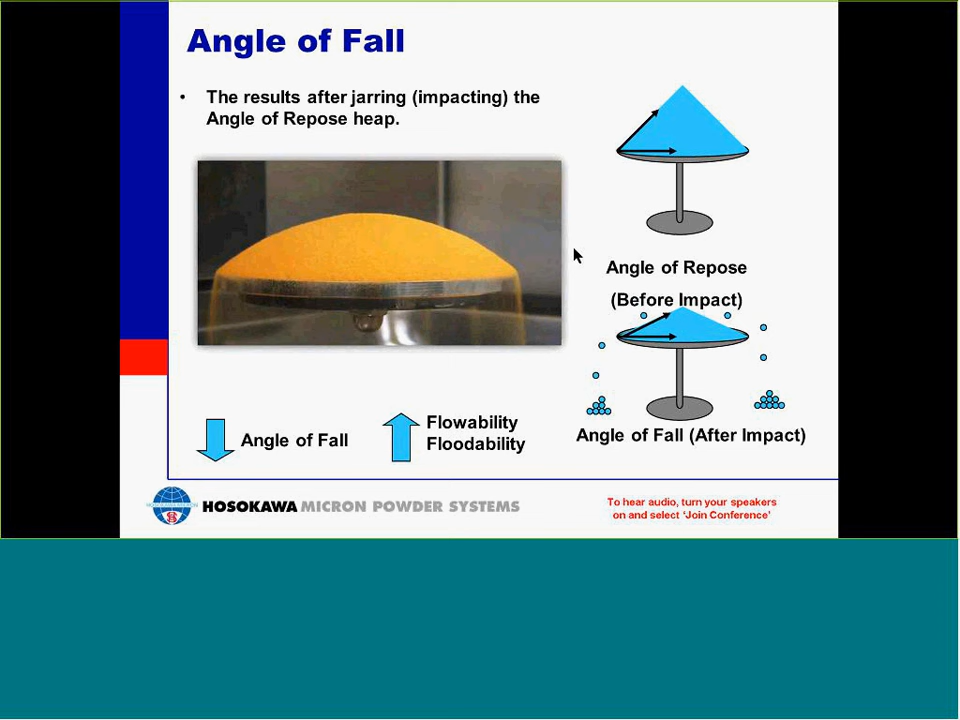 Angle of Fall
• The results after jarring (impacting) the
Angle of Repose heap.
Angle of Repose
(Before Impact)
Angle of Fall (After Impact)
Angle of Fall
Flowability
Floodability
HOSOKAWA MICRON POWDER SYSTEMS
To hear audio, turn your speakers
on and select ‘Join Conference’